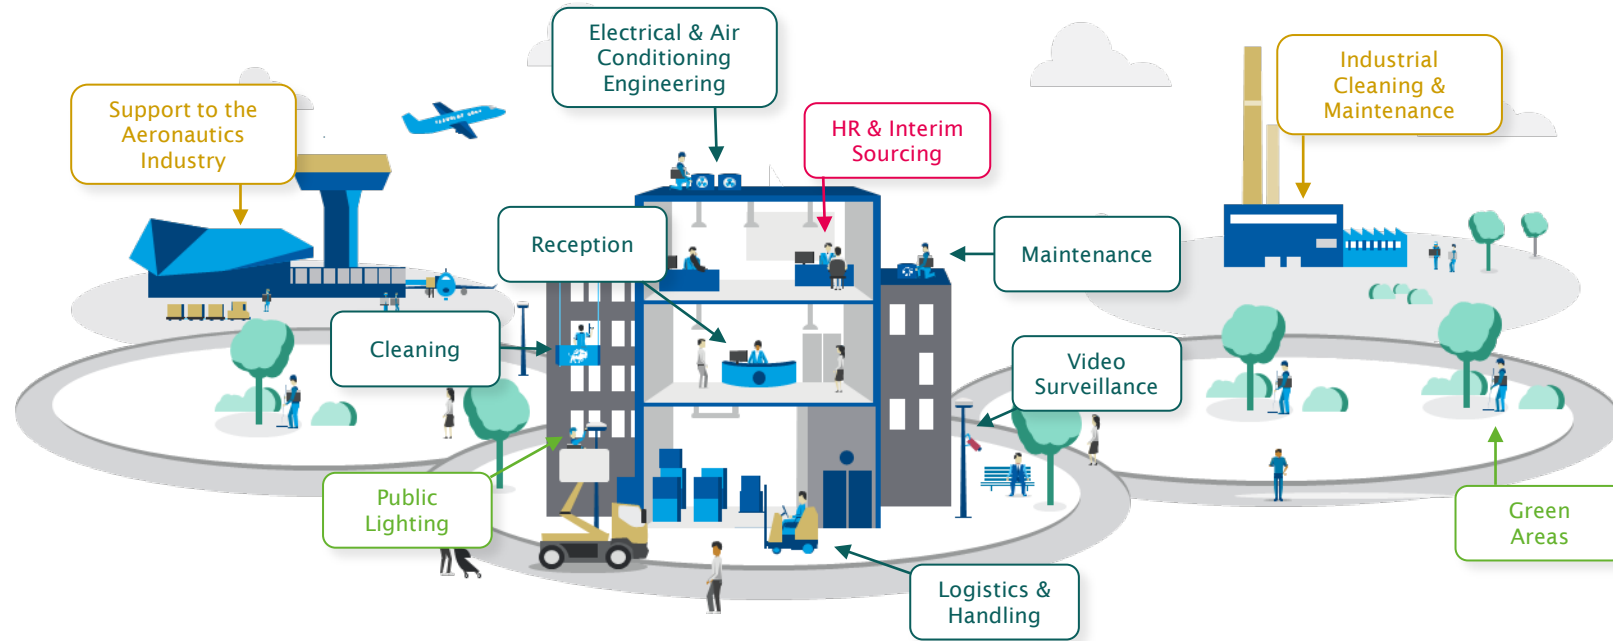 Electrical & Air
Conditioning
Engineering
Industrial
Cleaning &
Maintenance
Support to the
Aeronautics
Industry
HR & Interim
Sourcing
Reception
Maintenance
Cleaning
Video
Surveillance
Public
Lighting
Green
Areas
Logistics &
Handling